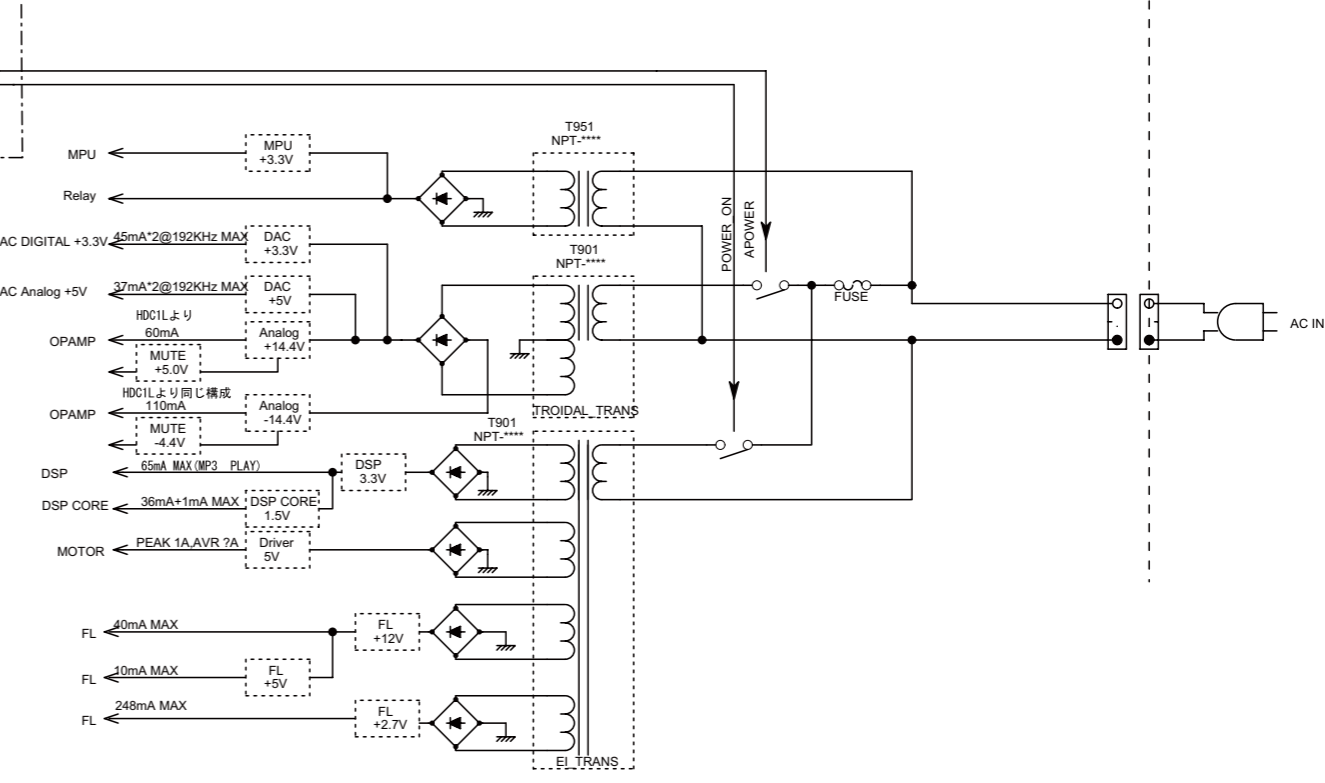 T951
NPT-****
MPU
MPU
+3.3V
Relay
AC DIGITAL +3.3V
45mA*2@192KHz MAX
DAC
+3.3V
T901
NPT-****
POWER_ON
APOWER
AC Analog +5V
37mA*2@192KHz MAX
DAC
+5V
FUSE
HDC1Lより
OPAMP
60mA
Analog
+14.4V
AC IN
MUTE
+5.0V
HDC1Lより同じ構成
OPAMP
110mA
Analog
-14.4V
TROIDAL_TRANS
MUTE
-4.4V
T901
NPT-****
DSP
65mA MAX(MP3 PLAY)
DSP
3.3V
DSP CORE
36mA+1mA MAX
DSP CORE
1.5V
MOTOR
PEAK 1A,AVR ?A
Driver
5V
FL
40mA MAX
FL
+12V
FL
10mA MAX
FL
+5V
FL
248mA MAX
FL
+2.7V
EI_TRANS